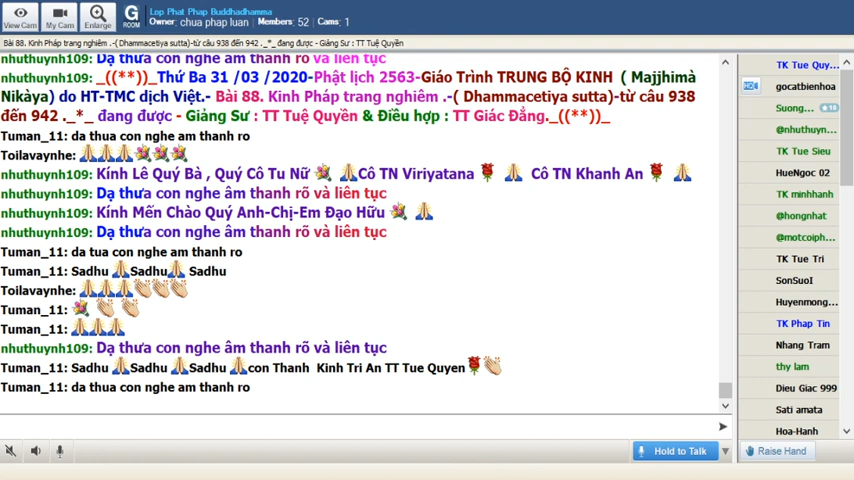 View Cam
My Cam
Enlarge
G
ROOM
Lop Phat Phap Buddhadhamma
Owner: chua phap luan / Members: 52 / Cams: 1
Bài 88. Kinh Pháp trang nghiêm .-( Dhammacetiya sutta)-từ câu 938 đến 942 ._*_ đang được - Giảng Sư : TT Tuệ Quyền
nhuthuynh109: Dạ thưa con nghe âm thanh rõ và liên tục
nhuthuynh109: _((**))_Thứ Ba 31 /03 /2020-Phật lịch 2563-Giáo Trình TRUNG BỘ KINH ( Majjhimà
Nikàya) do HT-TMC dịch Việt.- Bài 88. Kinh Pháp trang nghiêm .-( Dhammacetiya sutta)-từ câu 938
đến 942 ._*_ đang được - Giảng Sư : TT Tuệ Quyền & Điều hợp : TT Giác Đẳng._((**))_
Tuman_11: da thua con nghe am thanh ro
Toilavaynhe: 🙏🙏🙏💐💐💐
nhuthuynh109: Kính Lê Quý Bà , Quý Cô Tu Nữ 💐 🙏Cô TN Viriyatana 🌹 🙏 Cô TN Khanh An 🌹 🙏
nhuthuynh109: Dạ thưa con nghe âm thanh rõ và liên tục
nhuthuynh109: Kính Mến Chào Quý Anh-Chị-Em Đạo Hữu 💐 🙏
nhuthuynh109: Dạ thưa con nghe âm thanh rõ và liên tục
Tuman_11: da tua con nghe am thanh ro
Tuman_11: Sadhu 🙏Sadhu🙏 Sadhu
Toilavaynhe: 🙏🙏🙏👏👏👏
Tuman_11: 💐 👏 👏
Tuman_11: 🙏🙏🙏
nhuthuynh109: Dạ thưa con nghe âm thanh rõ và liên tục
Tuman_11: Sadhu 🙏Sadhu 🙏Sadhu 🙏con Thanh Kinh Tri An TT Tue Quyen🌹👏
Tuman_11: da thua con nghe am thanh ro
TK Tue Quy...
HD gocatbienhoa
Suong... 18
@nhuthuyn...
TK Tue Sieu
HueNgoc 02
TK minhhanh
@hongnhat
@motcoiph...
TK Tue Tri
SonSuoI
Huyenmong...
TK Phap Tin
Nhang Tram
thy lam
Dieu Giac 999
Sati amata
Hoa-Hanh
Hold to Talk
Raise Hand